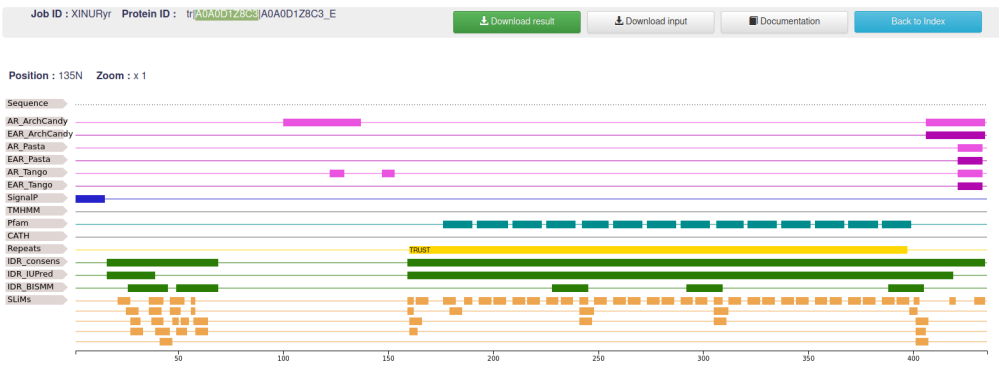 Job ID : XINURyr Protein ID : tr|A0A0D1Z8C3|A0A0D1Z8C3_E Download result Download input Documentation Back to Index
Position : 135N Zoom : x 1
Sequence
AR_ArchCandy
EAR_ArchCandy
AR_Pasta
EAR_Pasta
AR_Tango
EAR_Tango
SignalP
TMHMM
Pfam
CATH
Repeats TRUST
IDR_consens
IDR_IUPred
IDR_BISMM
SLiMs
50 100 150 200 250 300 350 400